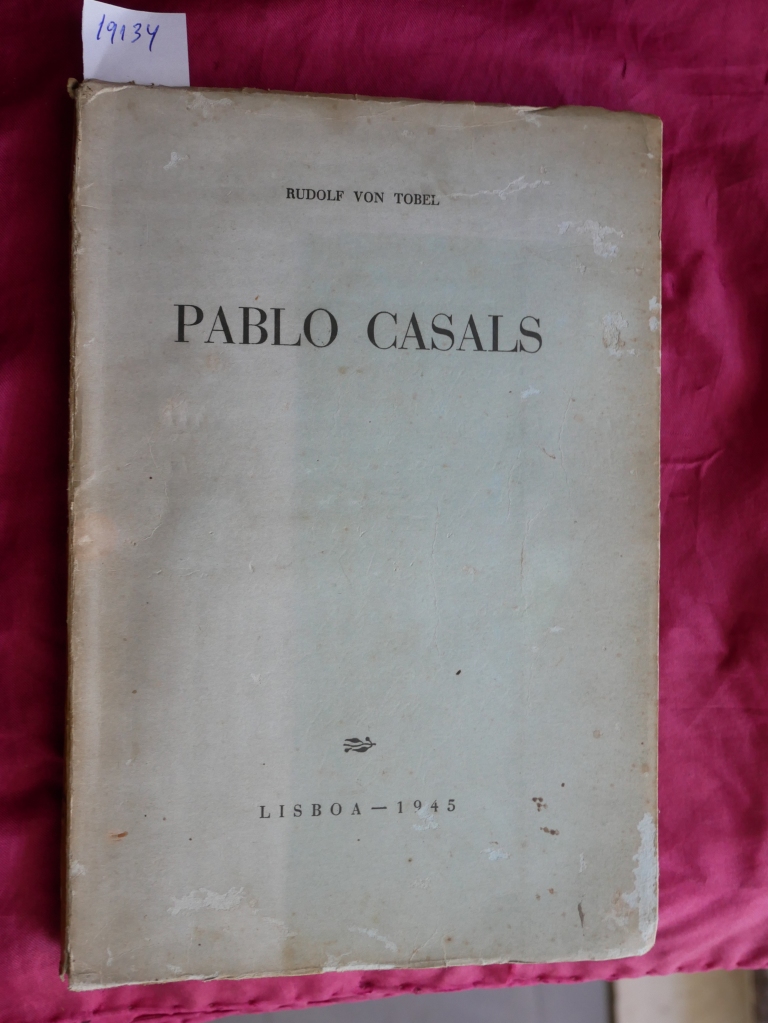 19134
RUDOLF VON TOBEL
PABLO CASALS
LISBOA — 1945